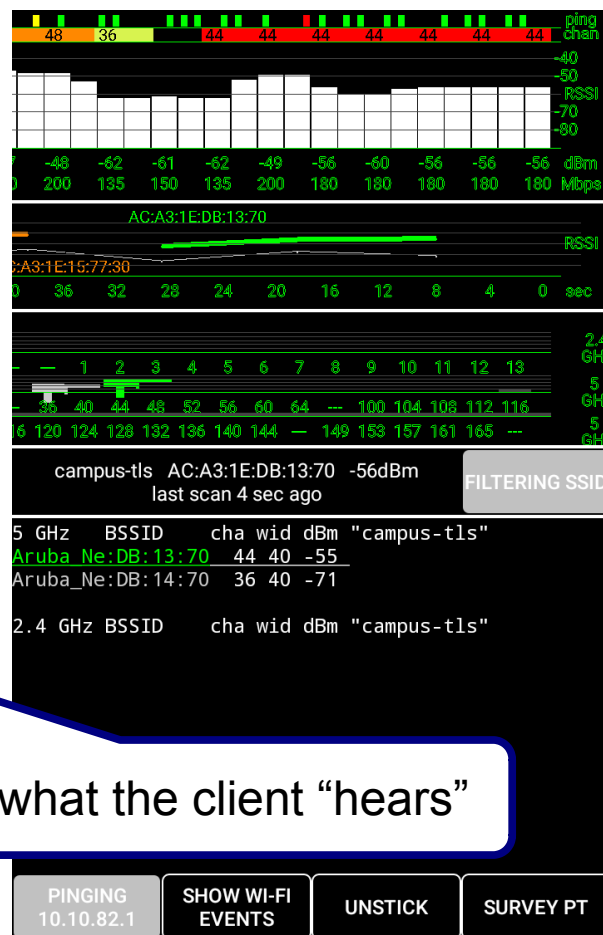 ping
48 36 44 44 44 44 44 44 44 chan
-40
-50
RSSI
-70
-80
-48 -62 -61 -62 -49 -56 -60 -56 -56 -56 dBm
200 135 150 135 200 180 180 180 180 180 Mbps
AC:A3:1E:DB:13:70
RSSI
:A3:1E:15:77:30
36 32 28 24 20 16 12 8 4 0 sec
2.4
GH
- — 1 2 3 4 5 6 7 8 9 10 11 12 13
5
GH
- 36 40 44 48 52 56 60 64 --- 100 104 108 112 116
5
GH
16 120 124 128 132 136 140 144 — 149 153 157 161 165 ---
campus-tls AC:A3:1E:DB:13:70 -56dBm
last scan 4 sec ago
FILTERING SSID
5 GHz BSSID cha wid dBm "campus-tls"
Aruba_Ne:DB:13:70 44 40 -55
Aruba_Ne:DB:14:70 36 40 -71
2.4 GHz BSSID cha wid dBm "campus-tls"
what the client “hears”
PINGING
10.10.82.1
SHOW WI-FI
EVENTS
UNSTICK
SURVEY PT